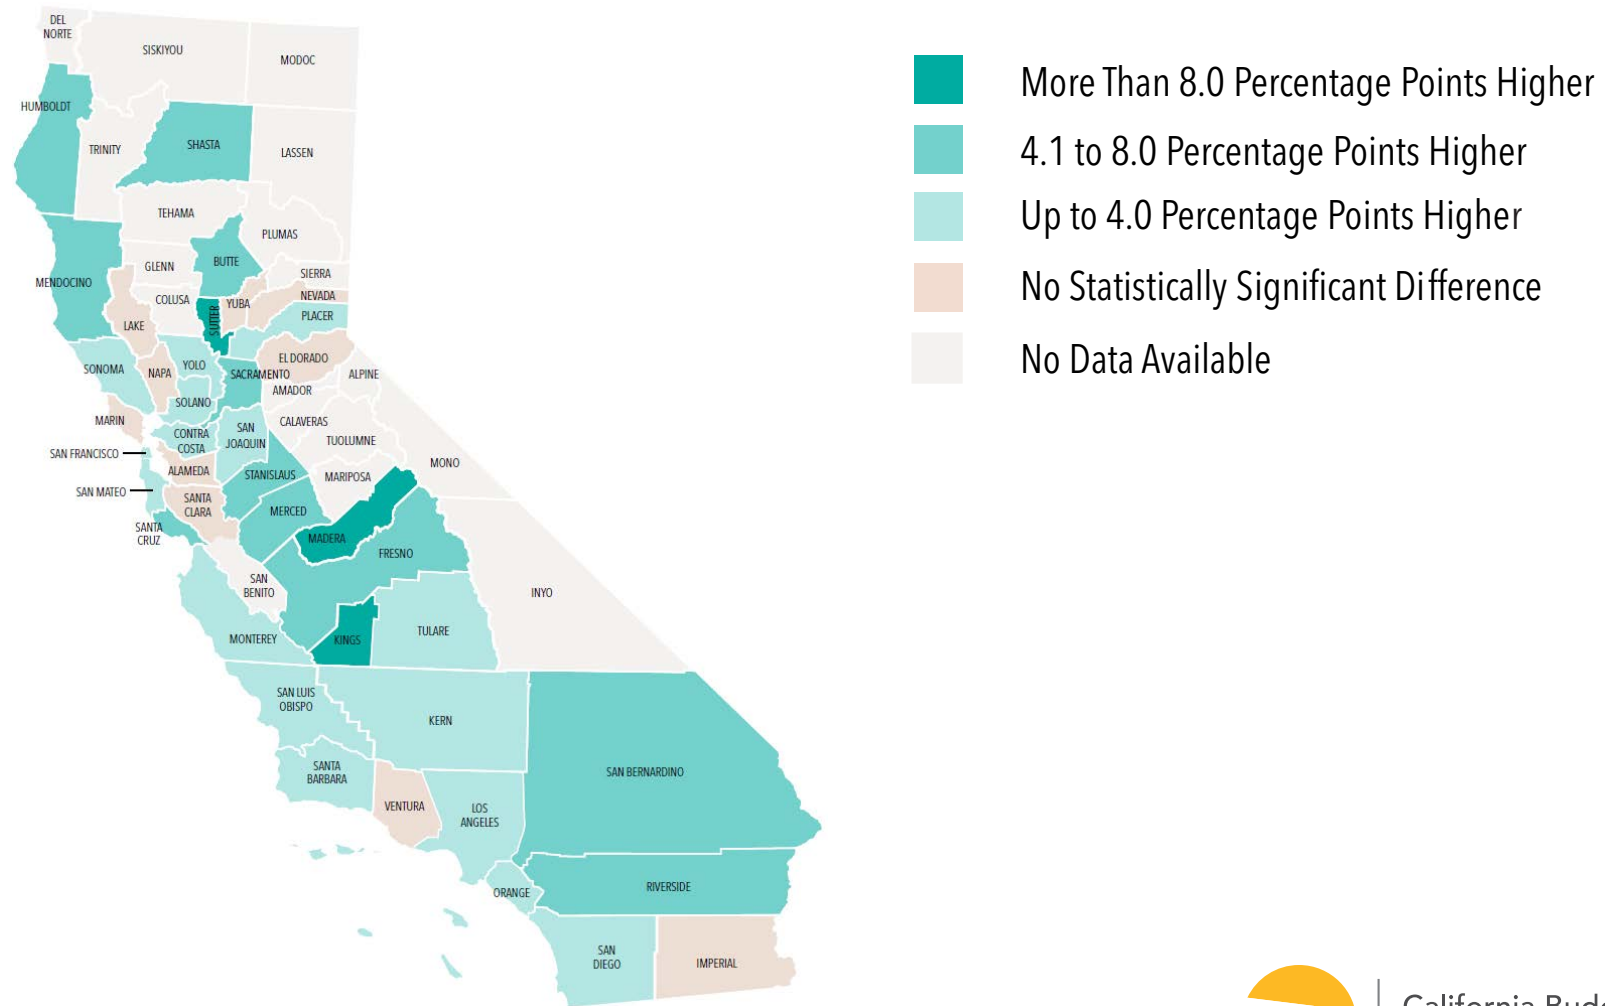 DEL
NORTE
SISKIYOU
MODOC
HUMBOLDT
TRINITY
SHASTA
LASSEN
TEHAMA
PLUMAS
GLENN
BUTTE
SIERRA
MENDOCINO
COLUSA
SUTTER
YUBA
NEVADA
PLACER
LAKE
SONOMA
NAPA
YOLO
SACRAMENTO
EL DORADO
ALPINE
AMADOR
SOLANO
MARIN
CONTRA
COSTA
SAN
JOAQUIN
CALAVERAS
TUOLUMNE
SAN FRANCISCO
ALAMEDA
STANISLAUS
MARIPOSA
MONO
SAN MATEO
SANTA
CLARA
MERCED
SANTA
CRUZ
MADERA
FRESNO
SAN
BENITO
INYO
MONTEREY
KINGS
TULARE
SAN LUIS
OBISPO
KERN
SANTA
BARBARA
SAN BERNARDINO
VENTURA
LOS
ANGELES
ORANGE
RIVERSIDE
SAN
DIEGO
IMPERIAL
More Than 8.0 Percentage Points Higher
4.1 to 8.0 Percentage Points Higher
Up to 4.0 Percentage Points Higher
No Statistically Significant Difference
No Data Available
California Budg